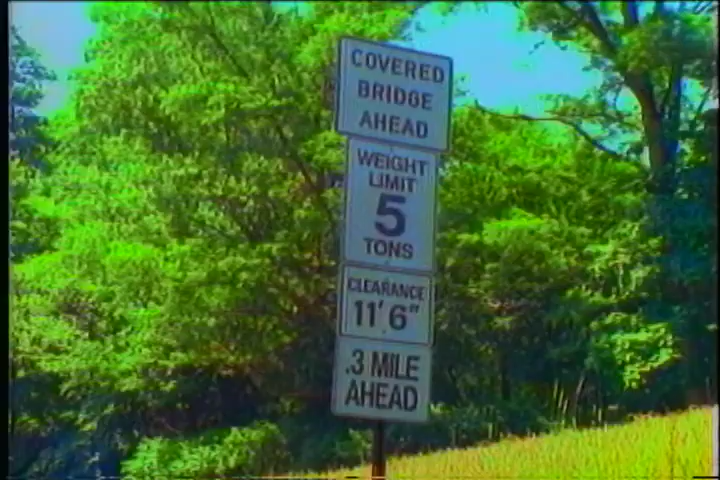 COVERED
BRIDGE
AHEAD
WEIGHT
LIMIT
5
TONS
CLEARANCE
11'6"
.3 MILE
AHEAD